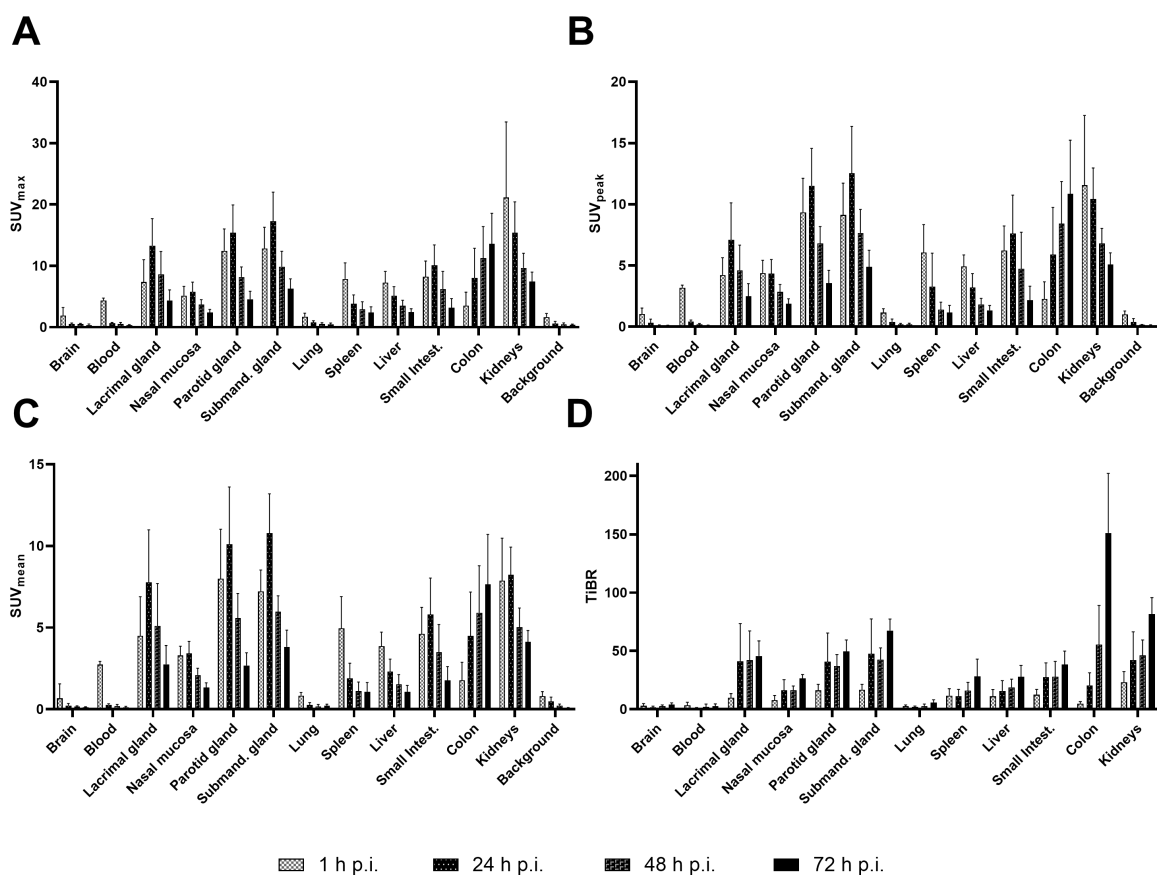 A
B
SUVmax
40
30
20
10
0
Brain
Blood
Lacrimal gland
Nasal mucosa
Parotid gland
Submand. gland
Lung
Spleen
Liver
Small Intest.
Colon
Kidneys
Background
SUVpeak
20
15
10
5
0
Brain
Blood
Lacrimal gland
Nasal mucosa
Parotid gland
Submand. gland
Lung
Spleen
Liver
Small Intest.
Colon
Kidneys
Background
C
D
SUVmean
15
10
5
0
Brain
Blood
Lacrimal gland
Nasal mucosa
Parotid gland
Submand. gland
Lung
Spleen
Liver
Small Intest.
Colon
Kidneys
Background
TiBR
200
150
100
50
0
Brain
Blood
Lacrimal gland
Nasal mucosa
Parotid gland
Submand. gland
Lung
Spleen
Liver
Small Intest.
Colon
Kidneys
1 h p.i. 24 h p.i. 48 h p.i. 72 h p.i.